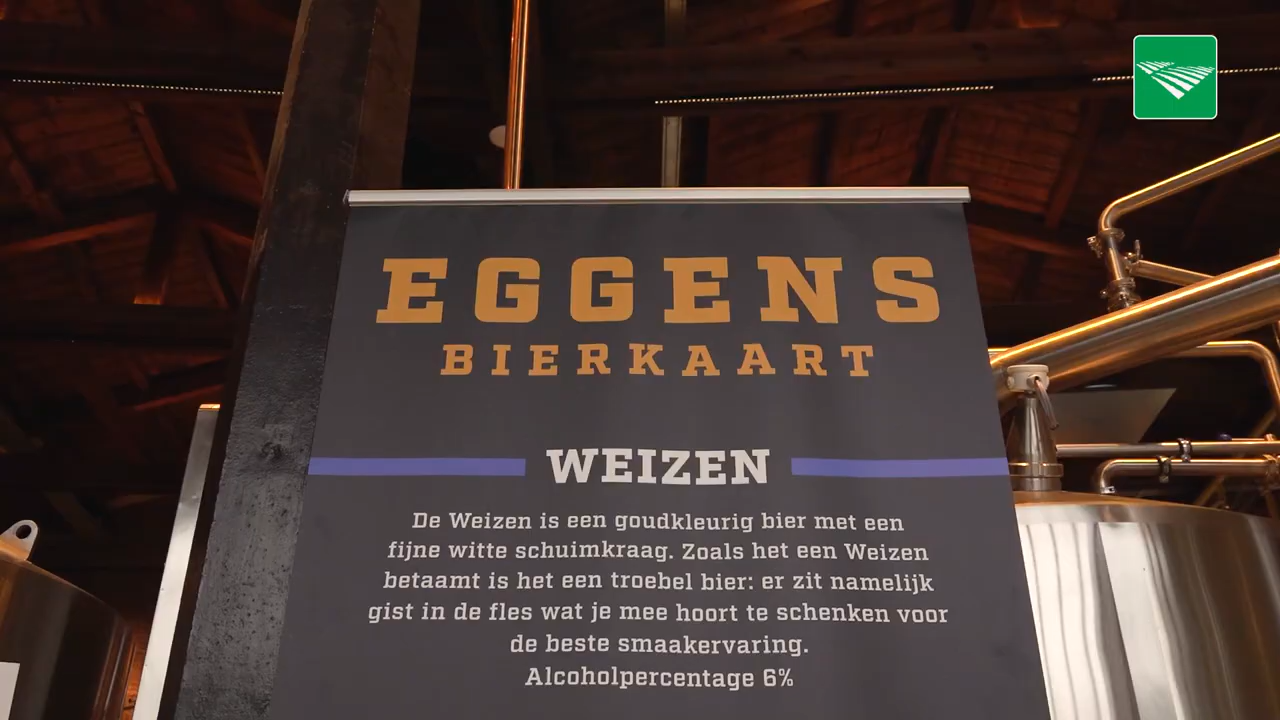 EGGENS
BIERKAART
WEIZEN
De Weizen is een goudkleurig bier met een
fijne witte schuimkraag. Zoals het een Weizen
betaamt is het een troebel bier: er zit namelijk
gist in de fles wat je mee hoort te schenken voor
de beste smaakervaring.
Alcoholpercentage 6%